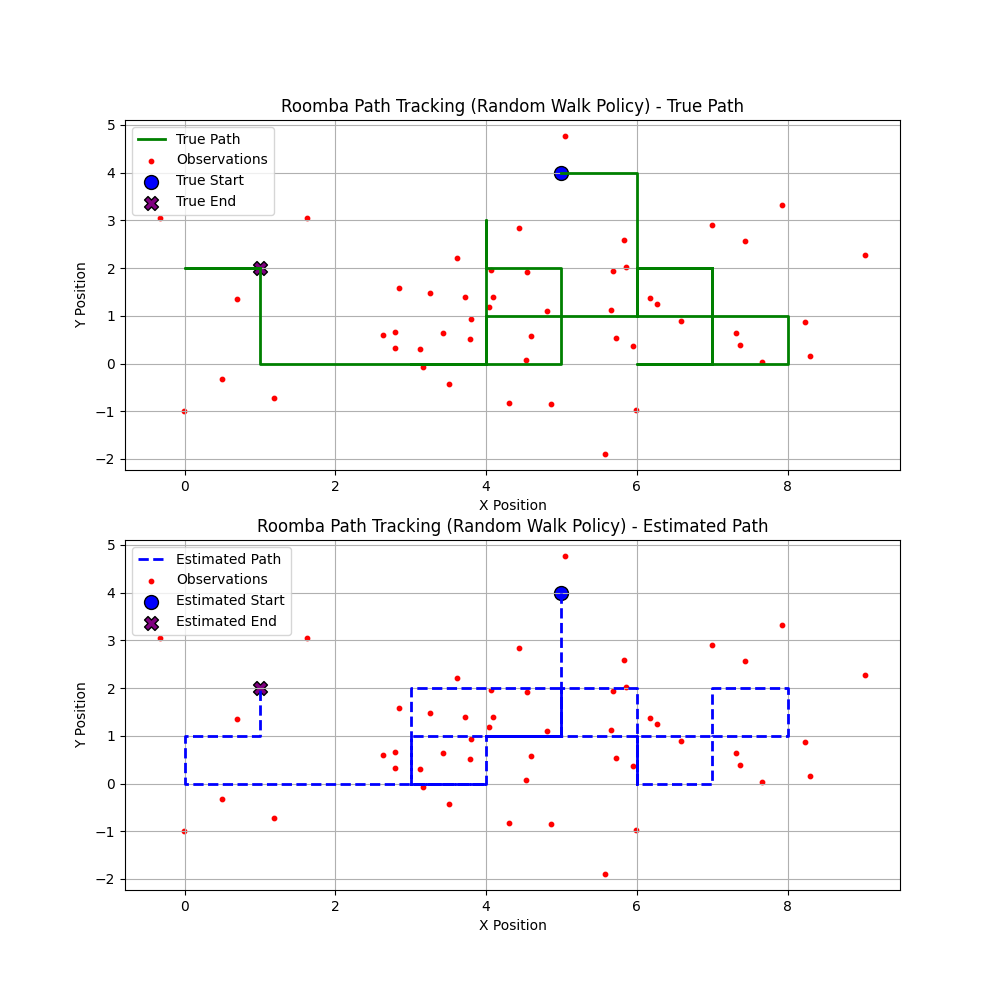 Roomba Path Tracking (Random Walk Policy) - True Path
5
4
3
2
1
0
−1
−2
Y Position
True Path
Observations
True Start
True End
0 2 4 6 8
X Position
Roomba Path Tracking (Random Walk Policy) - Estimated Path
5
4
3
2
1
0
−1
−2
Y Position
Estimated Path
Observations
Estimated Start
Estimated End
0 2 4 6 8
X Position